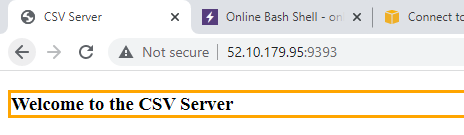 CSV Server
Online Bash Shell - on
Connect to
Not secure
52.10.179.95:9393
Welcome to the CSV Server